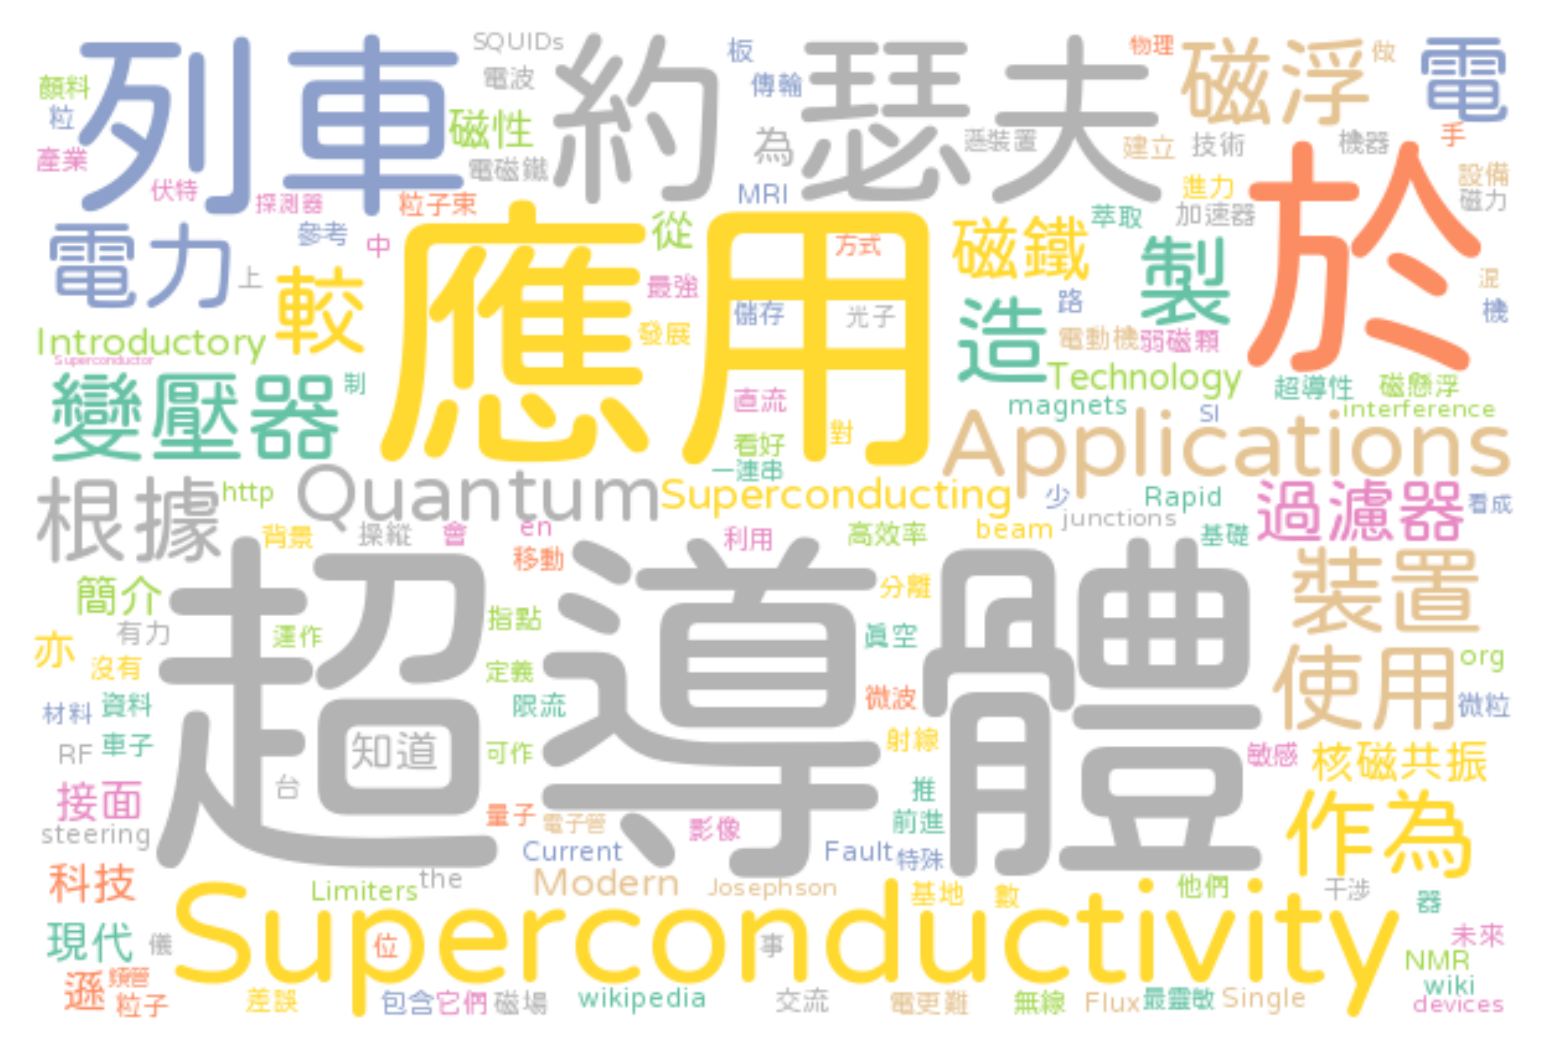 列車
約瑟夫
磁浮
電
SQUIDs
電波
板
傳輸
物理
做
顏料
粒
產業
磁性
電磁鐵
為
懸裝置
建立
技術
機器
手
於
設備
磁力
伏特
探測器
粒子束
MRI
進力
加速器
萃取
電力
上
參考
中
較
應用
從
最強
發展
方式
儲存
光子
磁鐵
製
造
路
電動機
弱磁顆
混
機
Introductory
Superconductor
變壓器
制
直流
看好
對
一連串
Technology
magnets
超導性
磁懸浮
SI
interference
Applications
根據
http
Quantum
Superconducting
少
Rapid
junctions
過濾器
看成
背景
操縱
會
en
移動
利用
高效率
beam
基礎
超導體
簡介
有力
運作
指點
分離
裝置
亦
沒有
定義
真空
使用
org
材料
資料
限流
微波
微粒
RF
車子
知道
可作
射線
敏感
核磁共振
接面
台
量子
電子管
影像
推
前進
作為
steering
Current
Fault
特殊
科技
Limiters
the
Modern
Josephson
基地
數
他們
干涉
器
Superconductivity
現代
儀
位
事
未來
NMR
遜
粒子
差誤
包含
它們
磁場
wikipedia
交流
電更難
無線
Flux
最靈敏
Single
wiki
devices